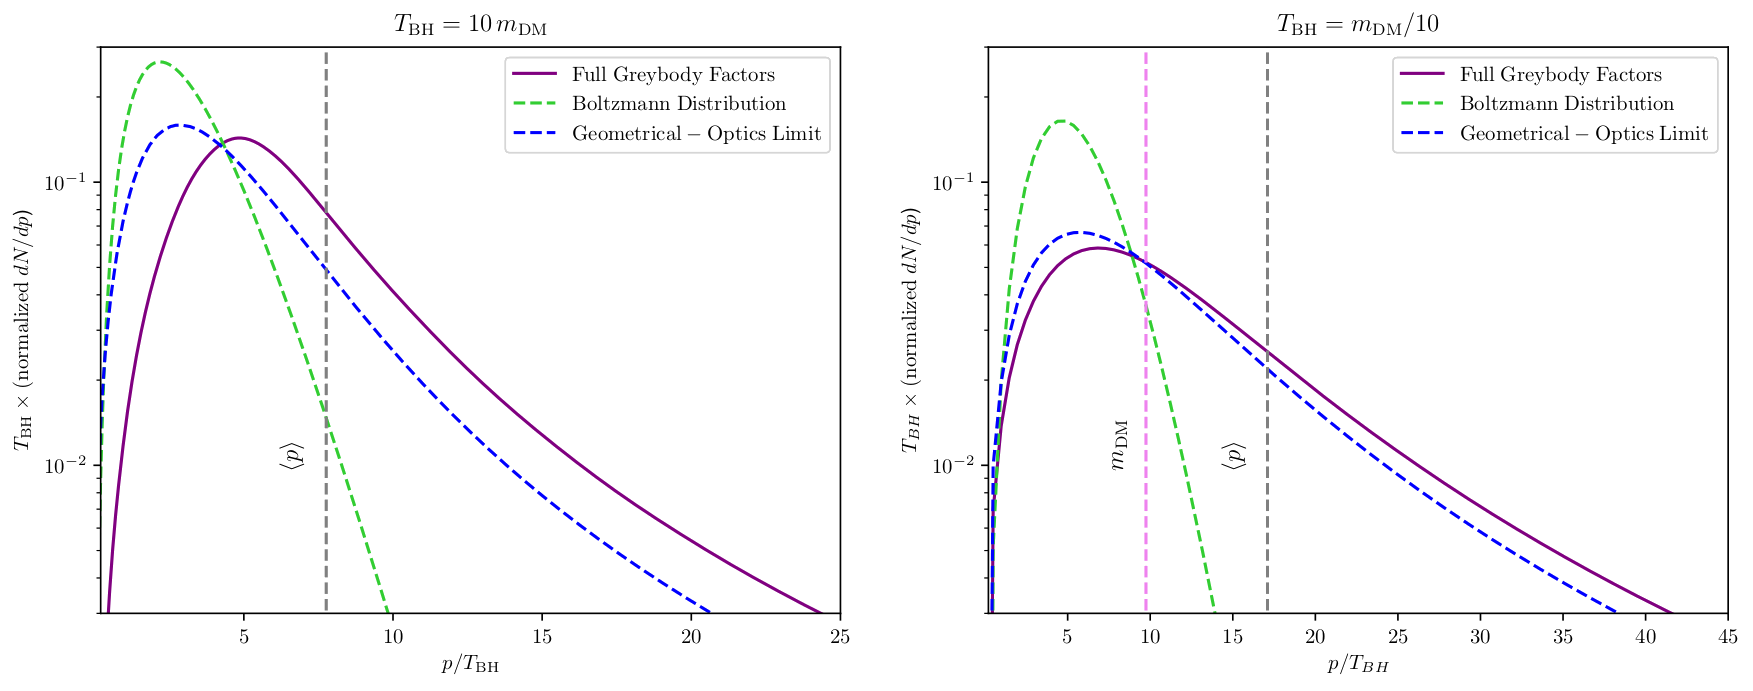 T_BH = 10 m_DM
Full Greybody Factors
Boltzmann Distribution
Geometrical − Optics Limit
10⁻¹
10⁻²
T_BH × (normalized dN/dp)
⟨p⟩
5 10 15 20 25
p/T_BH
T_BH = m_DM/10
Full Greybody Factors
Boltzmann Distribution
Geometrical − Optics Limit
10⁻¹
10⁻²
T_BH × (normalized dN/dp)
m_DM
⟨p⟩
5 10 15 20 25 30 35 40 45
p/T_BH